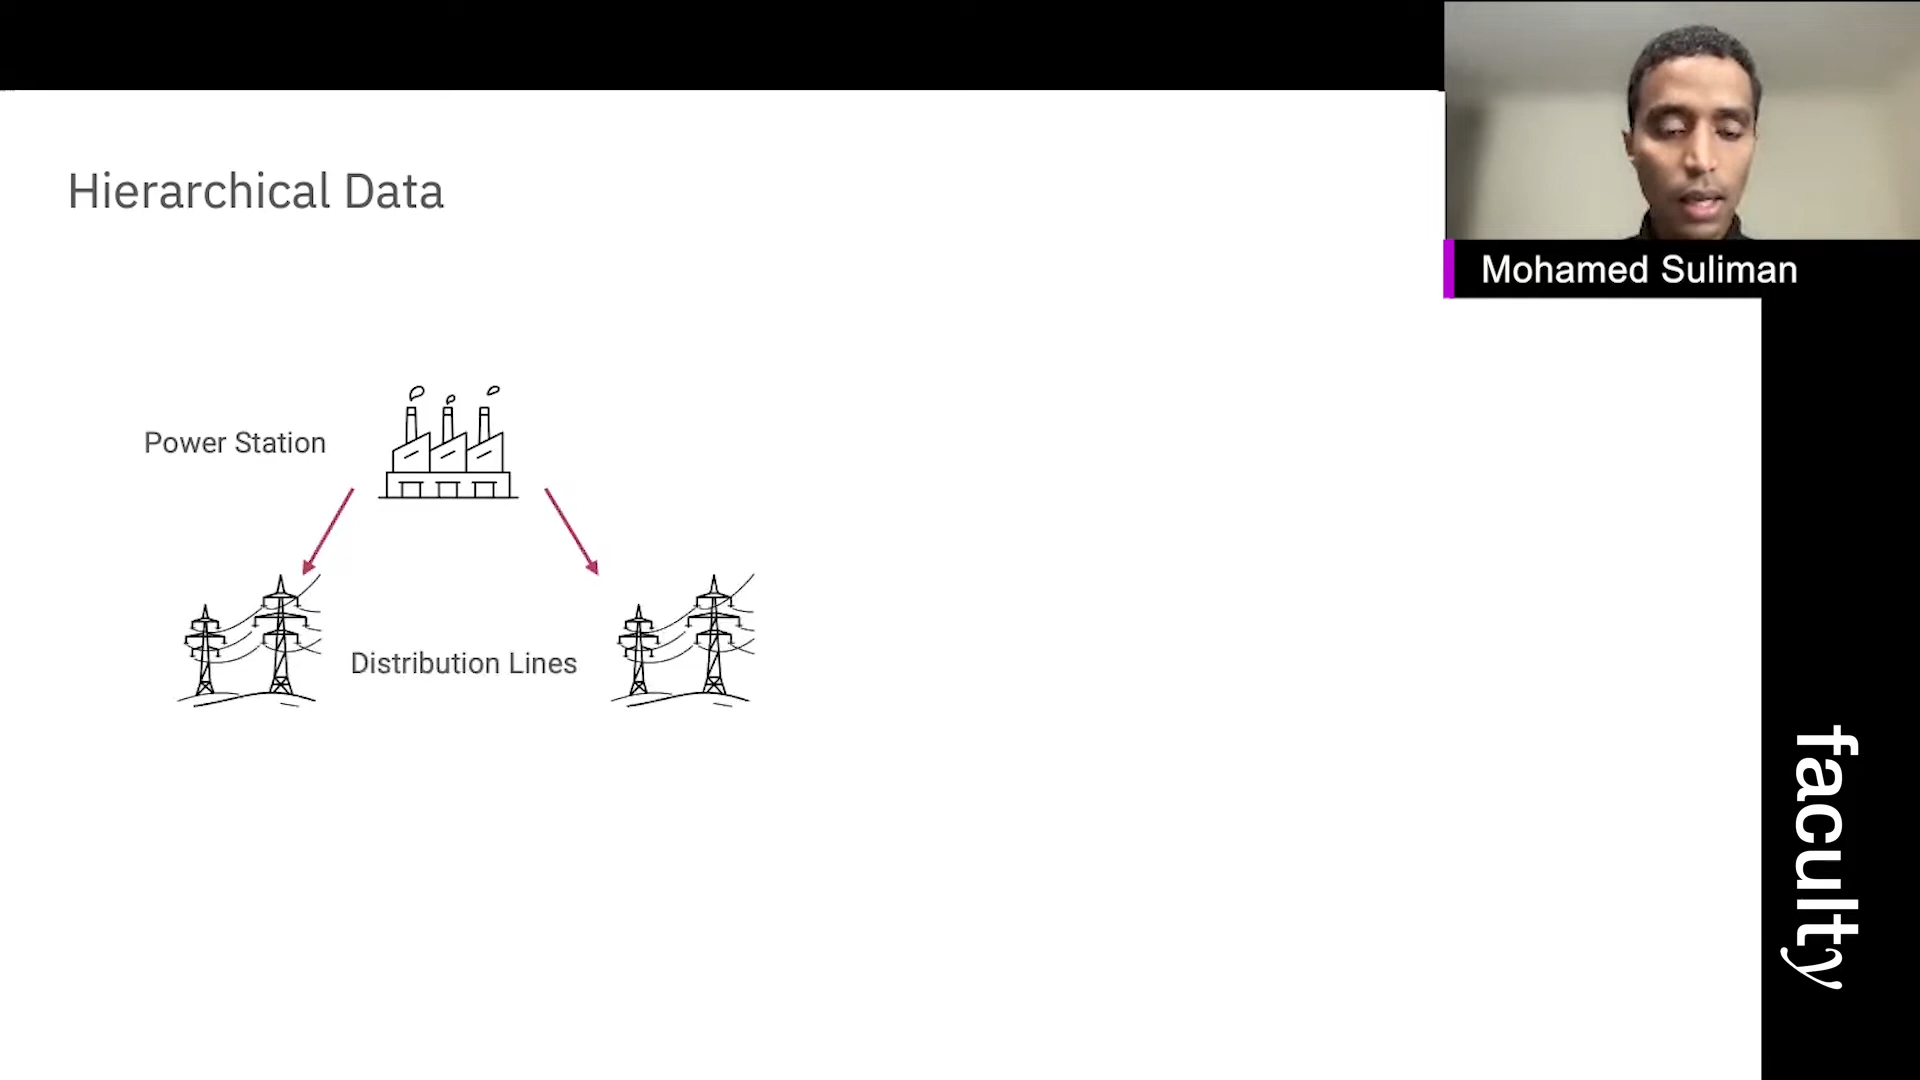 Hierarchical Data
Mohamed Suliman
Power Station
Distribution Lines
faculty